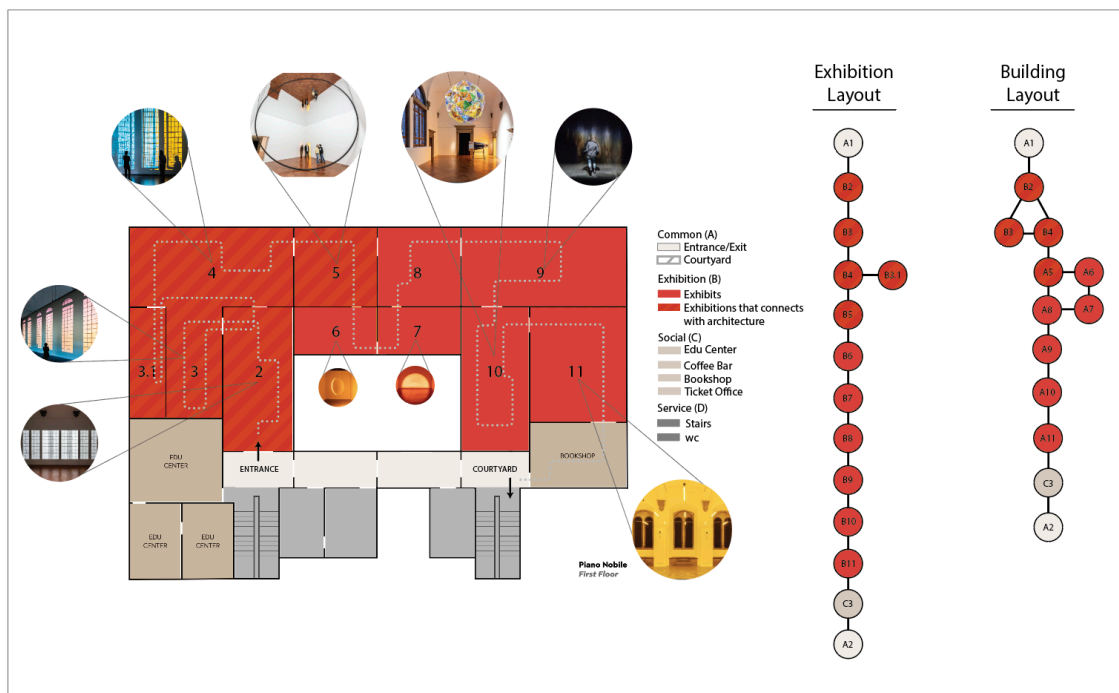 Exhibition
Layout
Building
Layout
4
5
8
9
6
7
3.1
3
2
10
11
EDU
CENTER
ENTRANCE
COURTYARD
BOOKSHOP
EDU
CENTER
EDU
CENTER
Piano Nobile
First Floor
Common (A)
Entrance/Exit
Courtyard
Exhibition (B)
Exhibits
Exhibitions that connects
with architecture
Social (C)
Edu Center
Coffee Bar
Bookshop
Ticket Office
Service (D)
Stairs
wc
A1
B2
B3
B4
B3.1
B5
B6
B7
B8
B9
B10
B11
C3
A2
A1
B2
B3
B4
A5
A6
A8
A7
A9
A10
A11
C3
A2